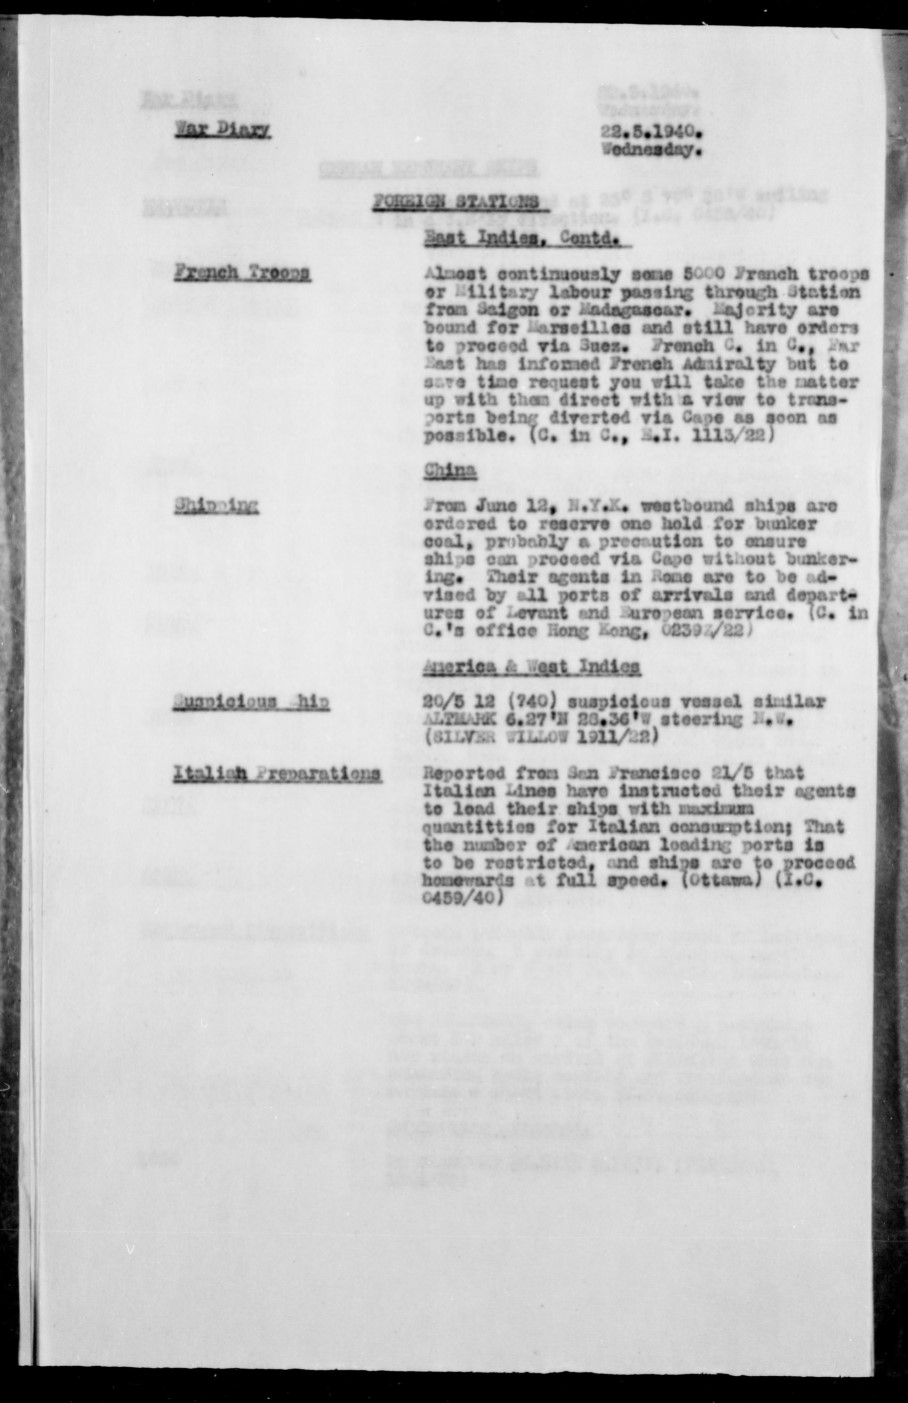 War Diary
22.5.1940.
Wednesday.
FOREIGN STATIONS
East Indies, Contd.
French Troops
Almost continuously some 5000 French troops
or Military labour passing through Station
from Saigon or Madagascar. Majority are
bound for Marseilles and still have orders
to proceed via Suez. French C. in C., Far
East has informed French Admiralty but to
save time request you will take the matter
up with them direct with a view to trans-
ports being diverted via Cape as soon as
possible. (C. in C., E.I. 1113/22)
China
Shipping
From June 12, N.Y.K. westbound ships are
ordered to reserve one hold for bunker
coal, probably a precaution to ensure
ships can proceed via Cape without bunker-
ing. Their agents in Rome are to be ad-
vised by all ports of arrivals and depart-
ures of Levant and European service. (C. in
C.'s office Hong Kong, /22)
America & West Indies
Suspicious Ship
20/5 12 (740) suspicious vessel similar
ALTMARK 6.27'N 23.36'W steering N.W.
(SILVER WILLOW 1911/22)
Italian Preparations
Reported from San Francisco 21/5 that
Italian Lines have instructed their agents
to load their ships with maximum
quantitties for Italian consumption; That
the number of American loading ports is
to be restricted, and ships are to proceed
homewards at full speed. (Ottawa) (I.C.
0459/40)